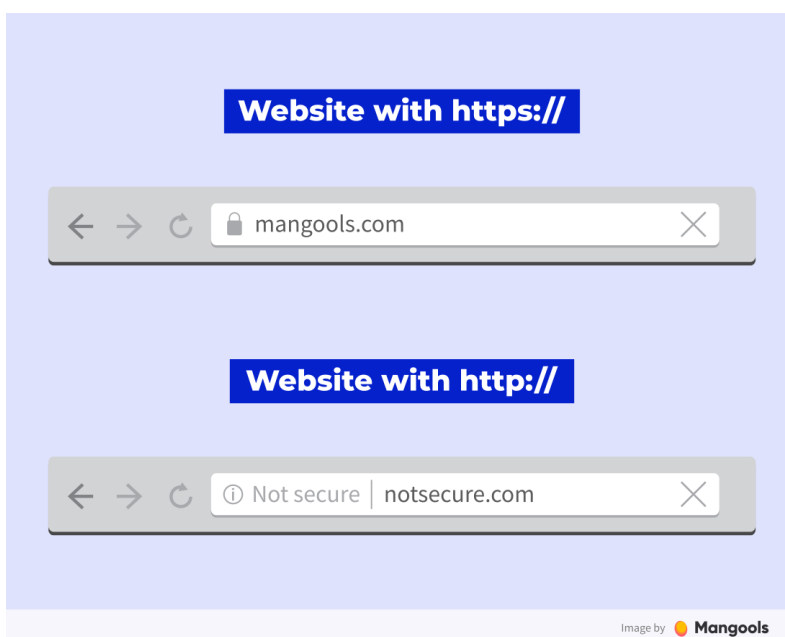 Website with https://
mangools.com
Website with http://
Not secure | notsecure.com
Image by Mangools